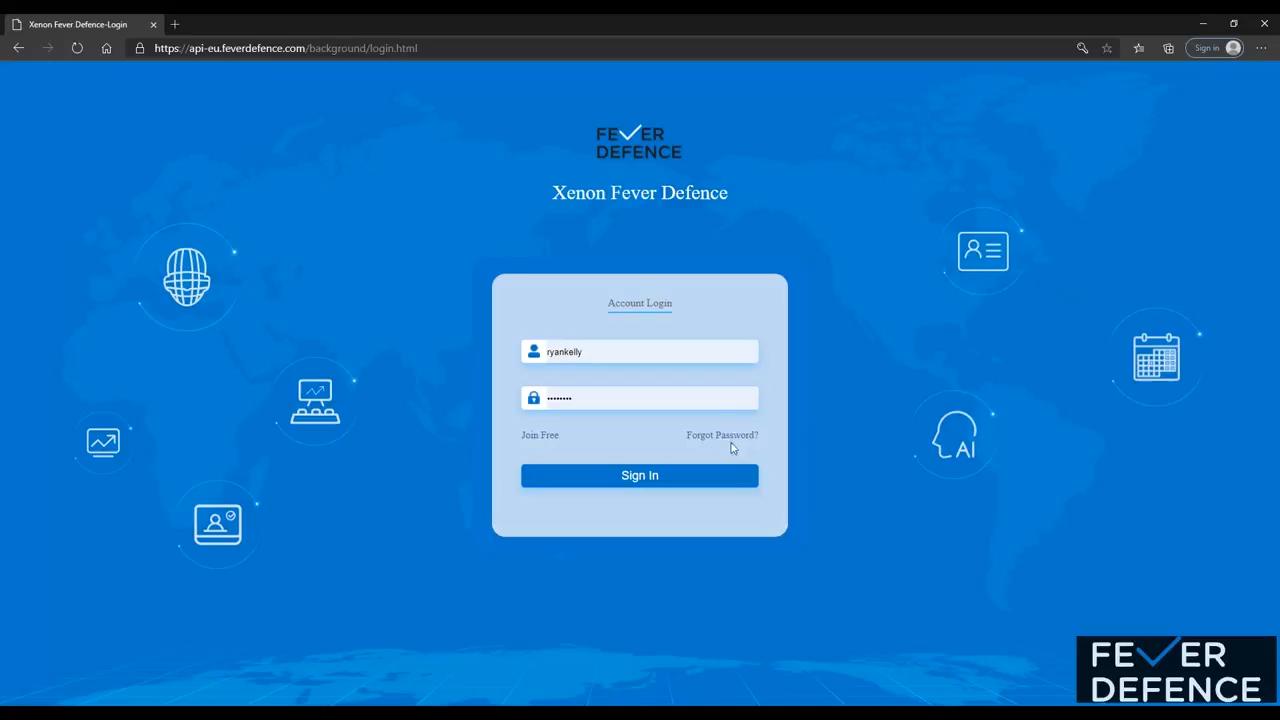 Xenon Fever Defence-Login
https://api-eu.feverdefence.com/background/login.html
Sign in
FEVER
DEFENCE
Xenon Fever Defence
Account Login
ryankelly
••••••••
Join Free
Forgot Password?
Sign In
AI
FEVER
DEFENCE